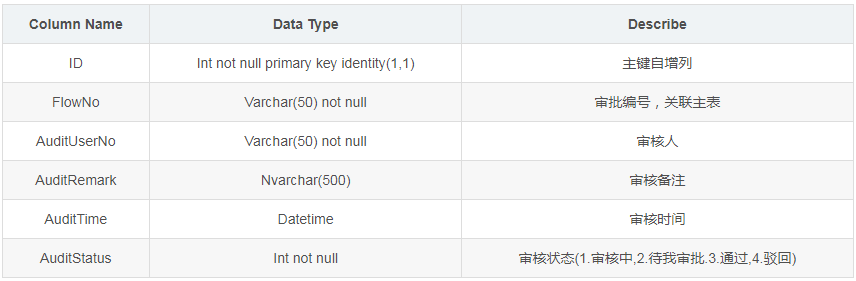 Column Name Data Type Describe
ID Int not null primary key identity(1,1) 主键自增列
FlowNo Varchar(50) not null 审批编号，关联主表
AuditUserNo Varchar(50) not null 审核人
AuditRemark Nvarchar(500) 审核备注
AuditTime Datetime 审核时间
AuditStatus Int not null 审核状态(1.审核中,2.待我审批.3.通过,4.驳回)